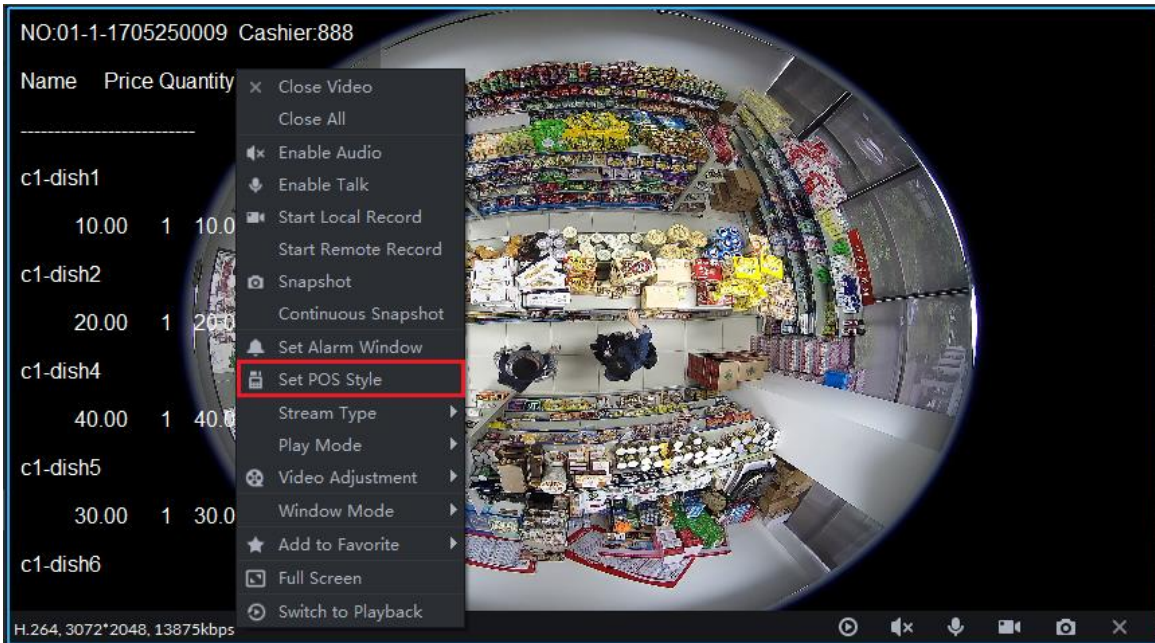 NO:01-1-1705250009 Cashier:888
Name Price Quantity
---------------------------
c1-dish1
10.00 1 10.0
c1-dish2
20.00 1 20.0
c1-dish4
40.00 1 40.0
c1-dish5
30.00 1 30.0
c1-dish6
Close Video
Close All
Enable Audio
Enable Talk
Start Local Record
Start Remote Record
Snapshot
Continuous Snapshot
Set Alarm Window
Set POS Style
Stream Type
Play Mode
Video Adjustment
Window Mode
Add to Favorite
Full Screen
Switch to Playback
H.264, 3072*2048, 13875kbps